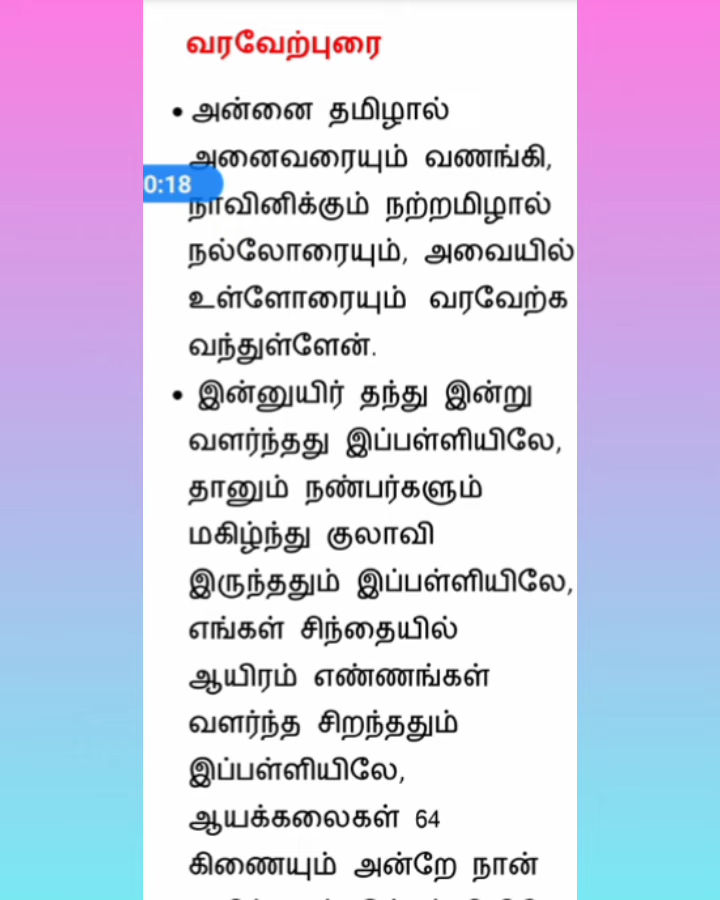 வரவேற்புரை
• அன்னை தமிழால்
அனைவரையும் வணங்கி,
0:18
நாவினிக்கும் நற்றமிழால்
நல்லோரையும், அவையில்
உள்ளோரையும் வரவேற்க
வந்துள்ளேன்.
• இன்னுயிர் தந்து இன்று
வளர்ந்தது இப்பள்ளியிலே,
தானும் நண்பர்களும்
மகிழ்ந்து குலாவி
இருந்ததும் இப்பள்ளியிலே,
எங்கள் சிந்தையில்
ஆயிரம் எண்ணங்கள்
வளர்ந்த சிறந்ததும்
இப்பள்ளியிலே,
ஆயக்கலைகள் 64
கிணையும் அன்றே நான்